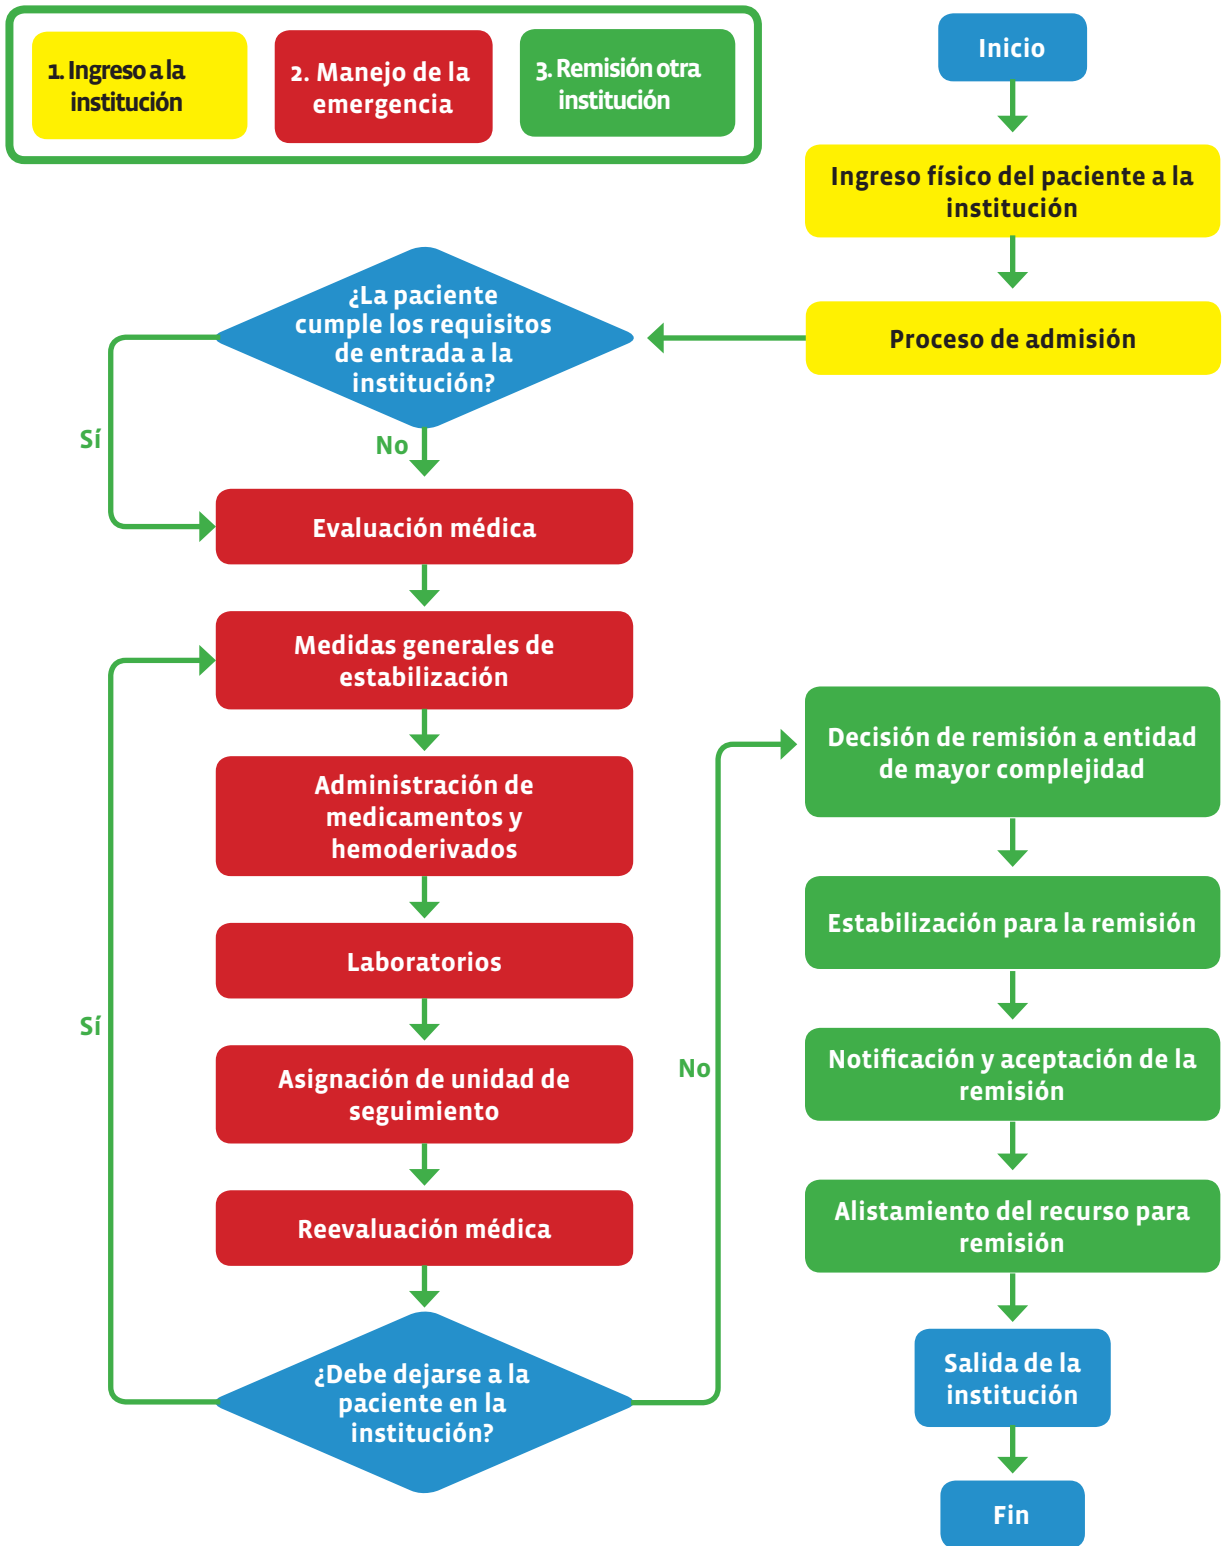 1. Ingreso a la
institución
2. Manejo de la
emergencia
3. Remisión otra
institución
Inicio
Ingreso físico del paciente a la
institución
Proceso de admisión
¿La paciente
cumple los requisitos
de entrada a la
institución?
Sí
No
Evaluación médica
Medidas generales de
estabilización
Administración de
medicamentos y
hemoderivados
Laboratorios
Asignación de unidad de
seguimiento
Reevaluación médica
¿Debe dejarse a la
paciente en la
institución?
Sí
No
Decisión de remisión a entidad
de mayor complejidad
Estabilización para la remisión
Notificación y aceptación de la
remisión
Alistamiento del recurso para
remisión
Salida de la
institución
Fin